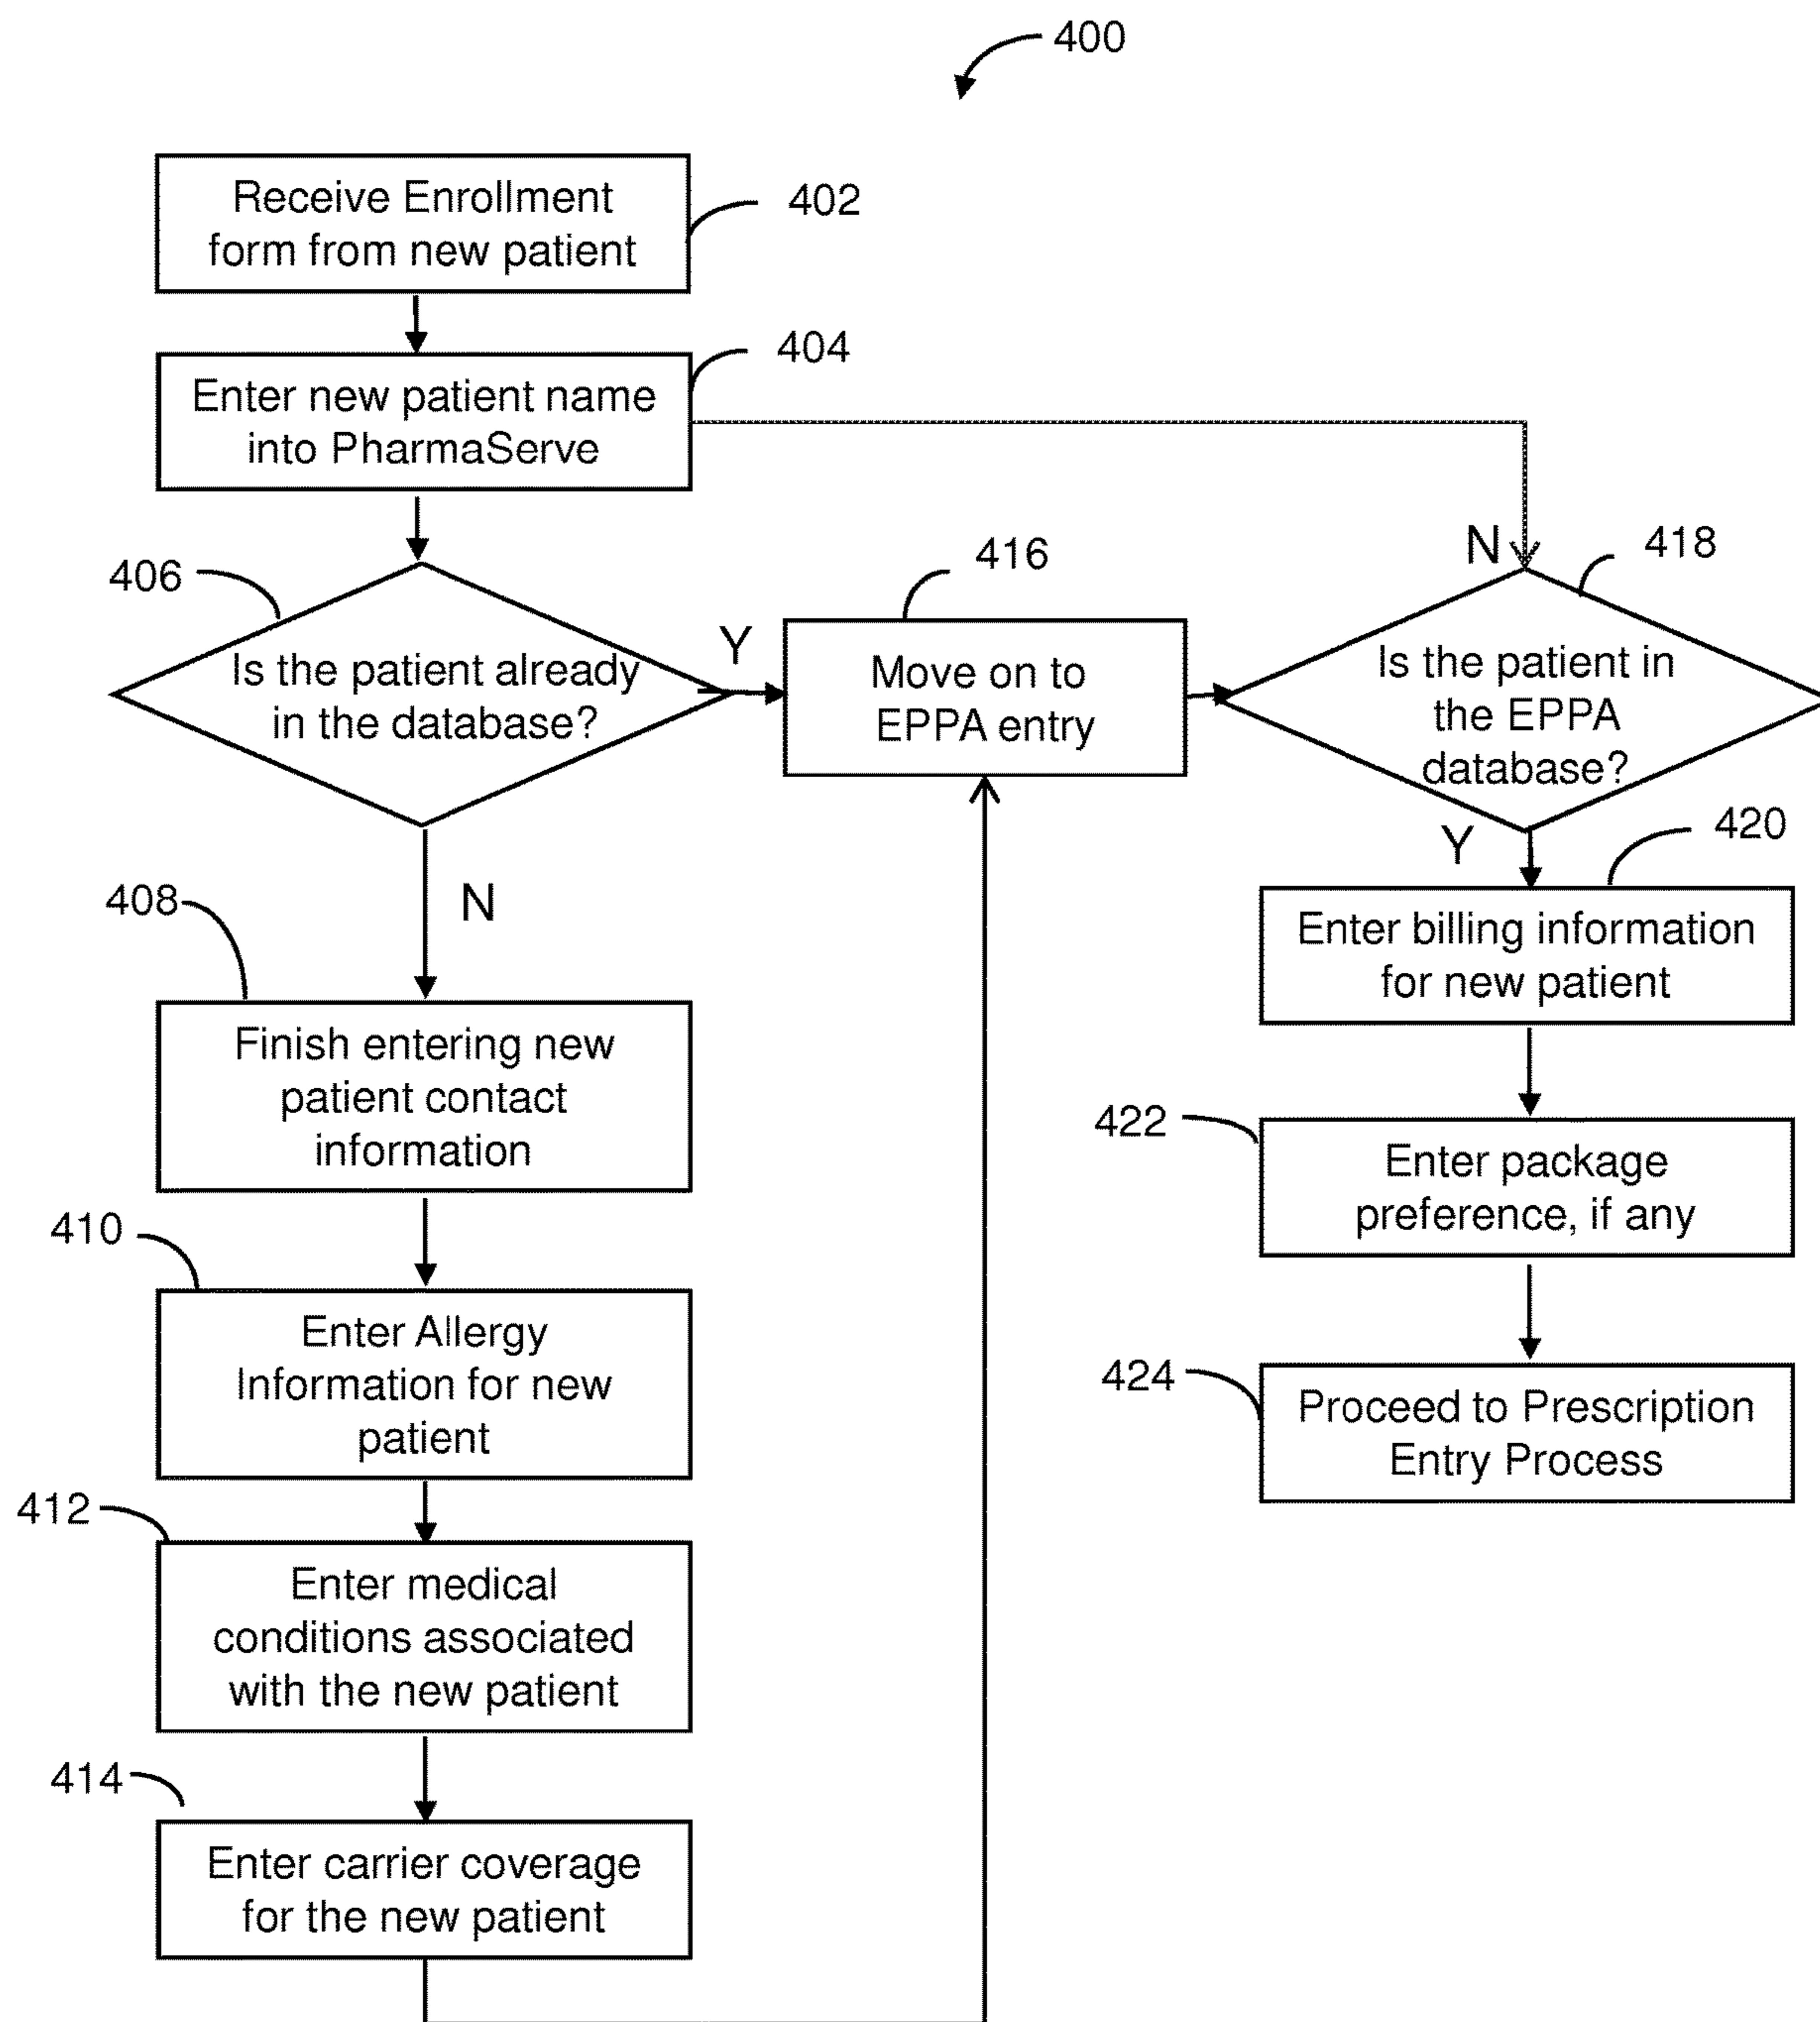 400
Receive Enrollment
form from new patient
402
Enter new patient name
into PharmaServe
404
406
Is the patient already
in the database?
Y
416
Move on to
EPPA entry
N
418
Is the patient in
the EPPA
database?
Y
420
Enter billing information
for new patient
N
408
Finish entering new
patient contact
information
422
Enter package
preference, if any
410
Enter Allergy
Information for new
patient
424
Proceed to Prescription
Entry Process
412
Enter medical
conditions associated
with the new patient
414
Enter carrier coverage
for the new patient